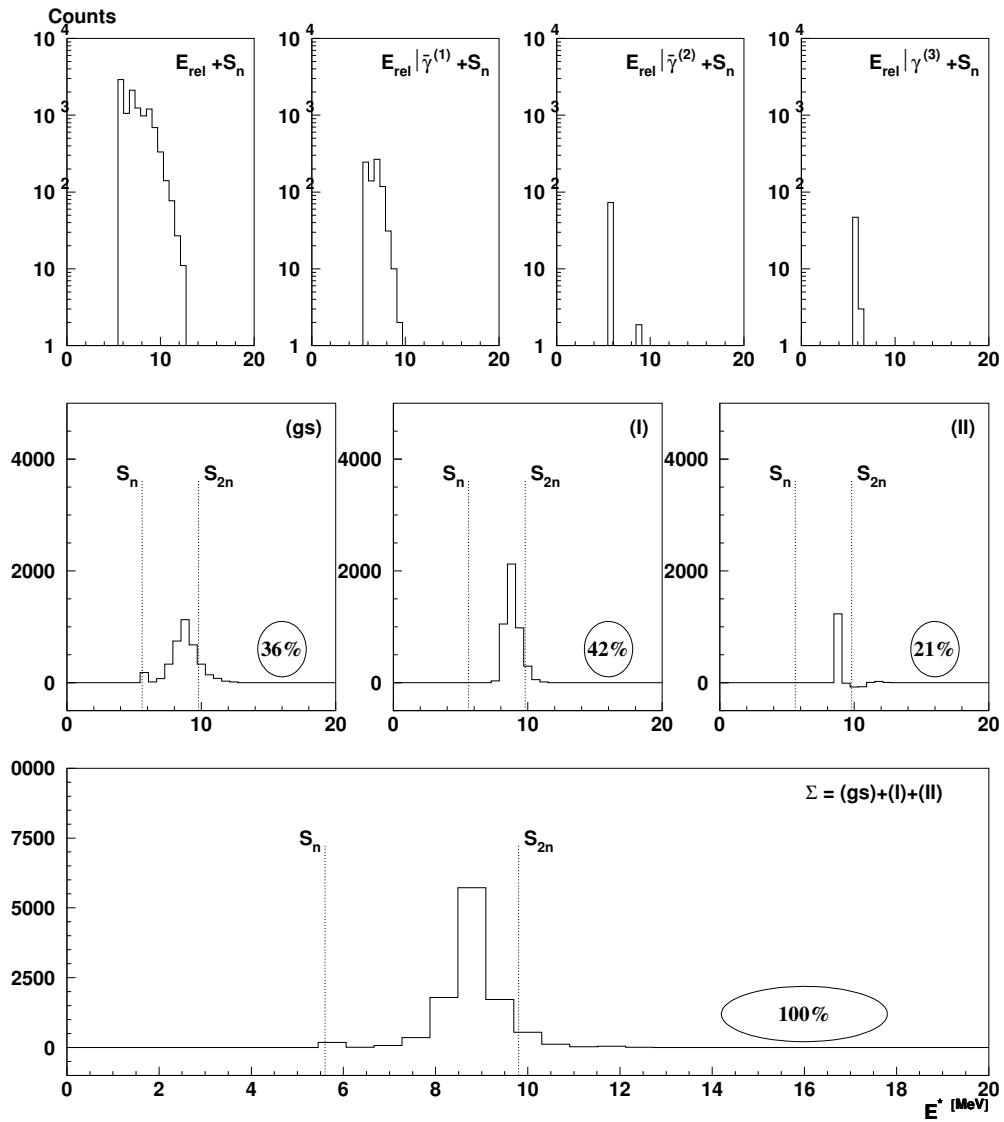 Counts
10 4
10 3
10 2
10
1
0 10 20
E_rel +S_n
10 4
10 3
10 2
10
1
0 10 20
E_rel | γ̄^(1) +S_n
10 4
10 3
10 2
10
1
0 10 20
E_rel | γ̄^(2) +S_n
10 4
10 3
10 2
10
1
0 10 20
E_rel | γ^(3) +S_n
(gs)
4000
2000
0
S_n S_2n
36%
0 10 20
(I)
4000
2000
0
S_n S_2n
42%
0 10 20
(II)
4000
2000
0
S_n S_2n
21%
0 10 20
0000
7500
5000
2500
0
Σ = (gs)+(I)+(II)
S_n S_2n
100%
0 2 4 6 8 10 12 14 16 18 20
E^* [MeV]